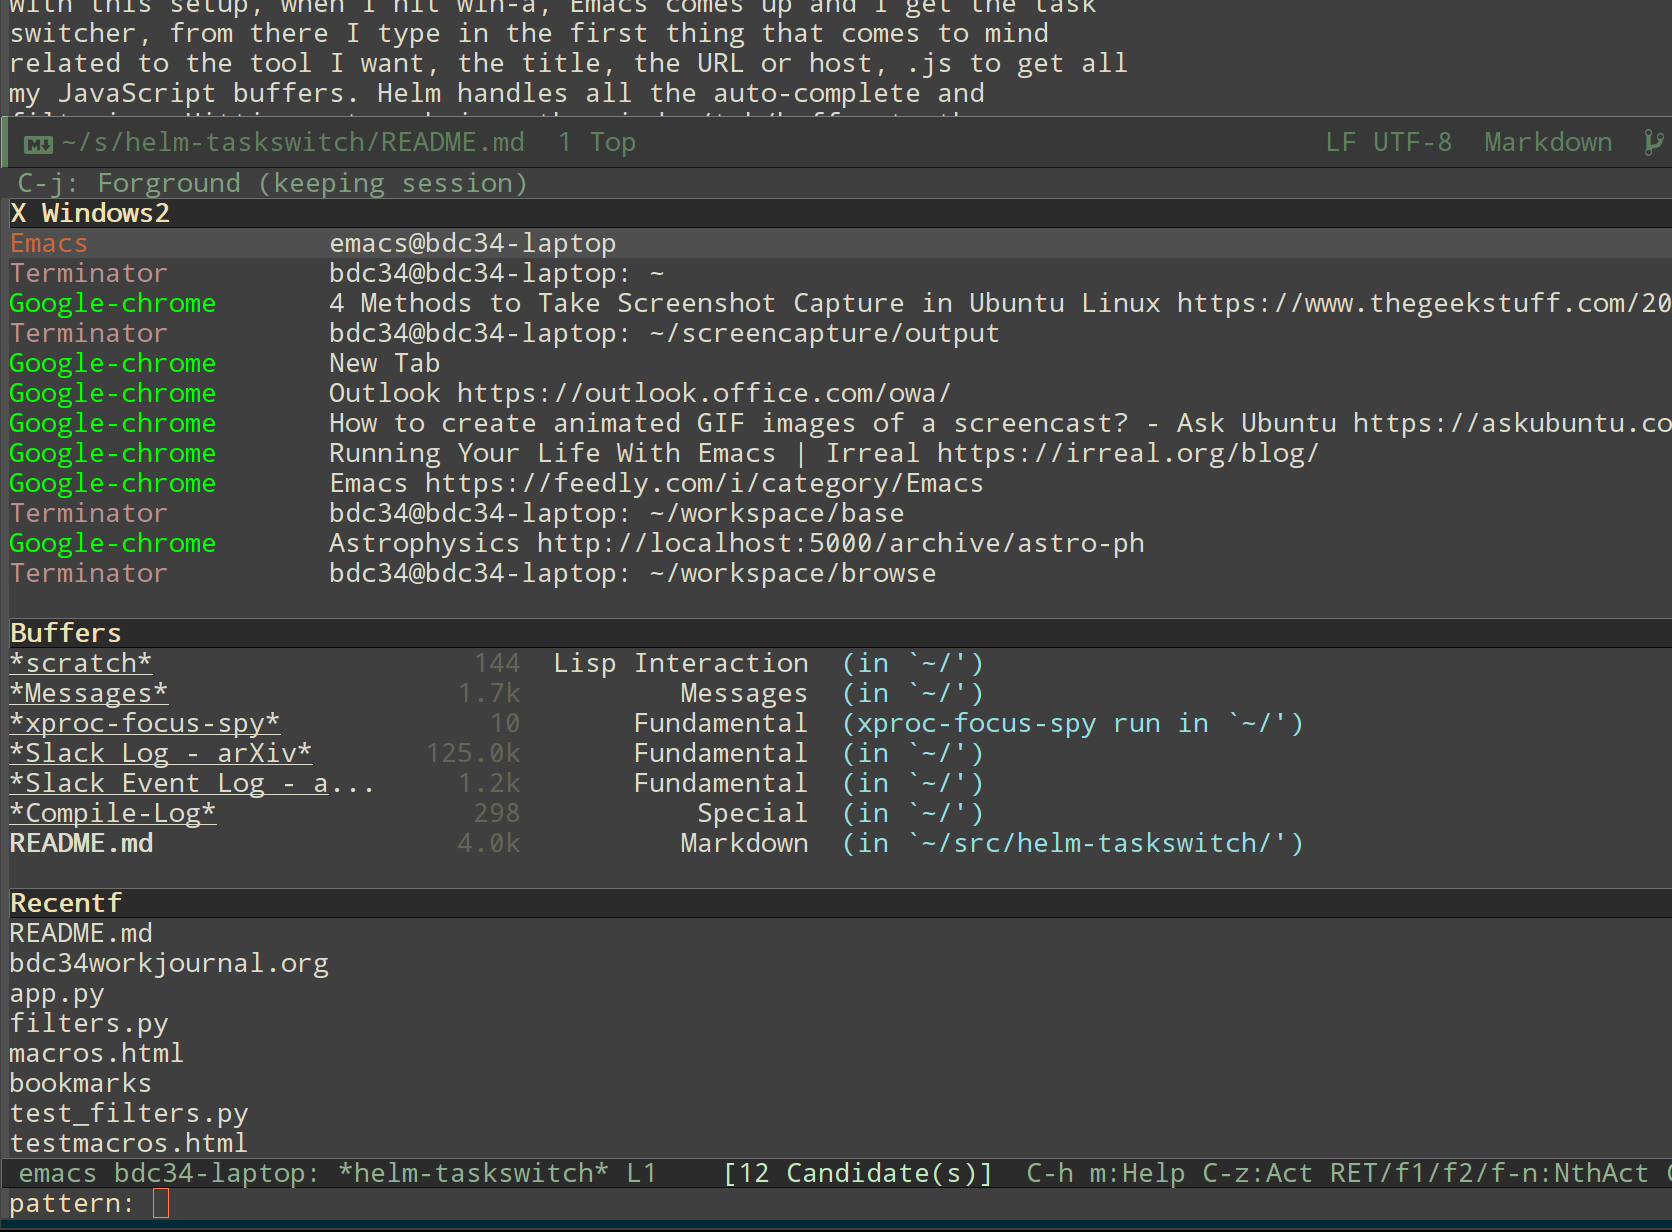 with this setup, when I hit win-a, Emacs comes up and I get the task
switcher, from there I type in the first thing that comes to mind
related to the tool I want, the title, the URL or host, .js to get all
my JavaScript buffers. Helm handles all the auto-complete and
~/s/helm-taskswitch/README.md 1 Top LF UTF-8 Markdown
C-j: Forground (keeping session)
X Windows2
Emacs emacs@bdc34-laptop
Terminator bdc34@bdc34-laptop: ~
Google-chrome 4 Methods to Take Screenshot Capture in Ubuntu Linux https://www.thegeekstuff.com/20
Terminator bdc34@bdc34-laptop: ~/screencapture/output
Google-chrome New Tab
Google-chrome Outlook https://outlook.office.com/owa/
Google-chrome How to create animated GIF images of a screencast? - Ask Ubuntu https://askubuntu.co
Google-chrome Running Your Life With Emacs | Irreal https://irreal.org/blog/
Google-chrome Emacs https://feedly.com/i/category/Emacs
Terminator bdc34@bdc34-laptop: ~/workspace/base
Google-chrome Astrophysics http://localhost:5000/archive/astro-ph
Terminator bdc34@bdc34-laptop: ~/workspace/browse
Buffers
*scratch* 144 Lisp Interaction (in `~/')
*Messages* 1.7k Messages (in `~/')
*xproc-focus-spy* 10 Fundamental (xproc-focus-spy run in `~/')
*Slack Log - arXiv* 125.0k Fundamental (in `~/')
*Slack Event Log - a... 1.2k Fundamental (in `~/')
*Compile-Log* 298 Special (in `~/')
README.md 4.0k Markdown (in `~/src/helm-taskswitch/')
Recentf
README.md
bdc34workjournal.org
app.py
filters.py
macros.html
bookmarks
test_filters.py
testmacros.html
emacs bdc34-laptop: *helm-taskswitch* L1 [12 Candidate(s)] C-h m:Help C-z:Act RET/f1/f2/f-n:NthAct
pattern: